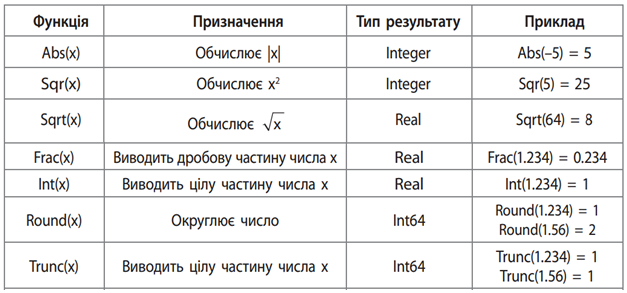 Функція Призначення Тип результату Приклад
Abs(x) Обчислює |x| Integer Abs(–5) = 5
Sqr(x) Обчислює x² Integer Sqr(5) = 25
Sqrt(x) Обчислює √x Real Sqrt(64) = 8
Frac(x) Виводить дробову частину числа x Real Frac(1.234) = 0.234
Int(x) Виводить цілу частину числа x Real Int(1.234) = 1
Round(x) Округлює число Int64 Round(1.234) = 1
Round(1.56) = 2
Trunc(x) Виводить цілу частину числа x Int64 Trunc(1.234) = 1
Trunc(1.56) = 1